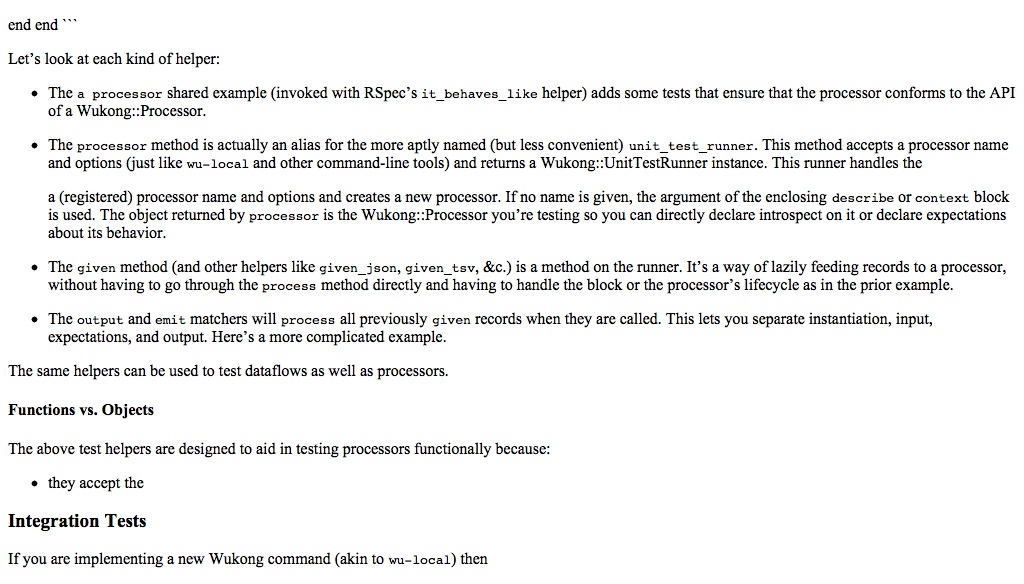 end end ```
Let’s look at each kind of helper:
• The a processor shared example (invoked with RSpec’s it_behaves_like helper) adds some tests that ensure that the processor conforms to the API
of a Wukong::Processor.
• The processor method is actually an alias for the more aptly named (but less convenient) unit_test_runner. This method accepts a processor name
and options (just like wu-local and other command-line tools) and returns a Wukong::UnitTestRunner instance. This runner handles the
a (registered) processor name and options and creates a new processor. If no name is given, the argument of the enclosing describe or context block
is used. The object returned by processor is the Wukong::Processor you’re testing so you can directly declare introspect on it or declare expectations
about its behavior.
• The given method (and other helpers like given_json, given_tsv, &c.) is a method on the runner. It’s a way of lazily feeding records to a processor,
without having to go through the process method directly and having to handle the block or the processor’s lifecycle as in the prior example.
• The output and emit matchers will process all previously given records when they are called. This lets you separate instantiation, input,
expectations, and output. Here’s a more complicated example.
The same helpers can be used to test dataflows as well as processors.
Functions vs. Objects
The above test helpers are designed to aid in testing processors functionally because:
• they accept the
Integration Tests
If you are implementing a new Wukong command (akin to wu-local) then